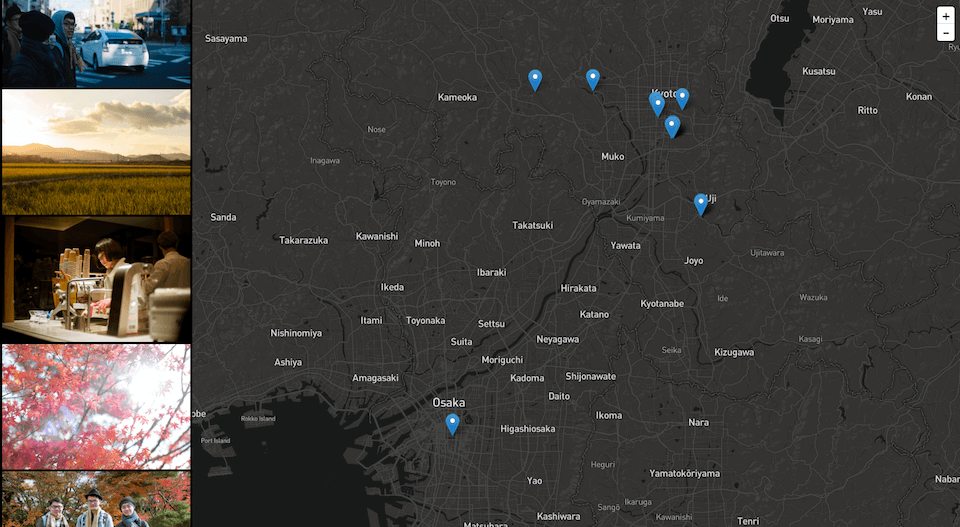 Otsu
Yasu
Moriyama
+
-
Sasayama
Kusatsu
Kameoka
Kyoto
Konan
Ritto
Nose
Muko
Inagawa
Toyono
Oyamazaki
Uji
Sanda
Kumiyama
Takatsuki
Takarazuka
Kawanishi
Minoh
Yawata
Joyo
Ujitawara
Ibaraki
Ikeda
Hirakata
Kyotanabe
Ide
Wazuka
Itami
Toyonaka
Settsu
Katano
Nishinomiya
Suita
Neyagawa
Kasagi
Seika
Kizugawa
Ashiya
Moriguchi
Amagasaki
Kadoma
Shijonawate
Daito
Osaka
Rokko Island
Ikoma
Nara
Higashiosaka
Port Island
Heguri
Yamatokōriyama
Yao
Ikaruga
Sangō
Kashiwara
Kawanishi
Tenri
Matsubara